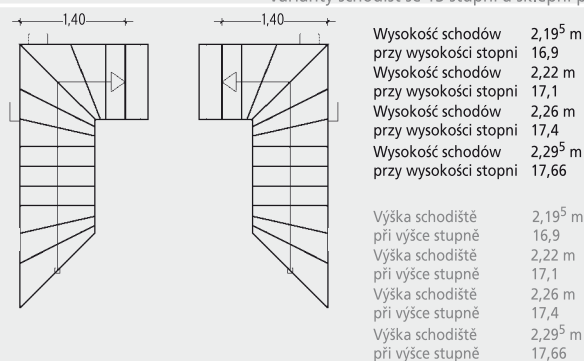 1,40
1,40
Wysokość schodów 2,19⁵ m
przy wysokości stopni 16,9
Wysokość schodów 2,22 m
przy wysokości stopni 17,1
Wysokość schodów 2,26 m
przy wysokości stopni 17,4
Wysokość schodów 2,29⁵ m
przy wysokości stopni 17,66
Výška schodiště 2,19⁵ m
při výšce stupně 16,9
Výška schodiště 2,22 m
při výšce stupně 17,1
Výška schodiště 2,26 m
při výšce stupně 17,4
Výška schodiště 2,29⁵ m
při výšce stupně 17,66